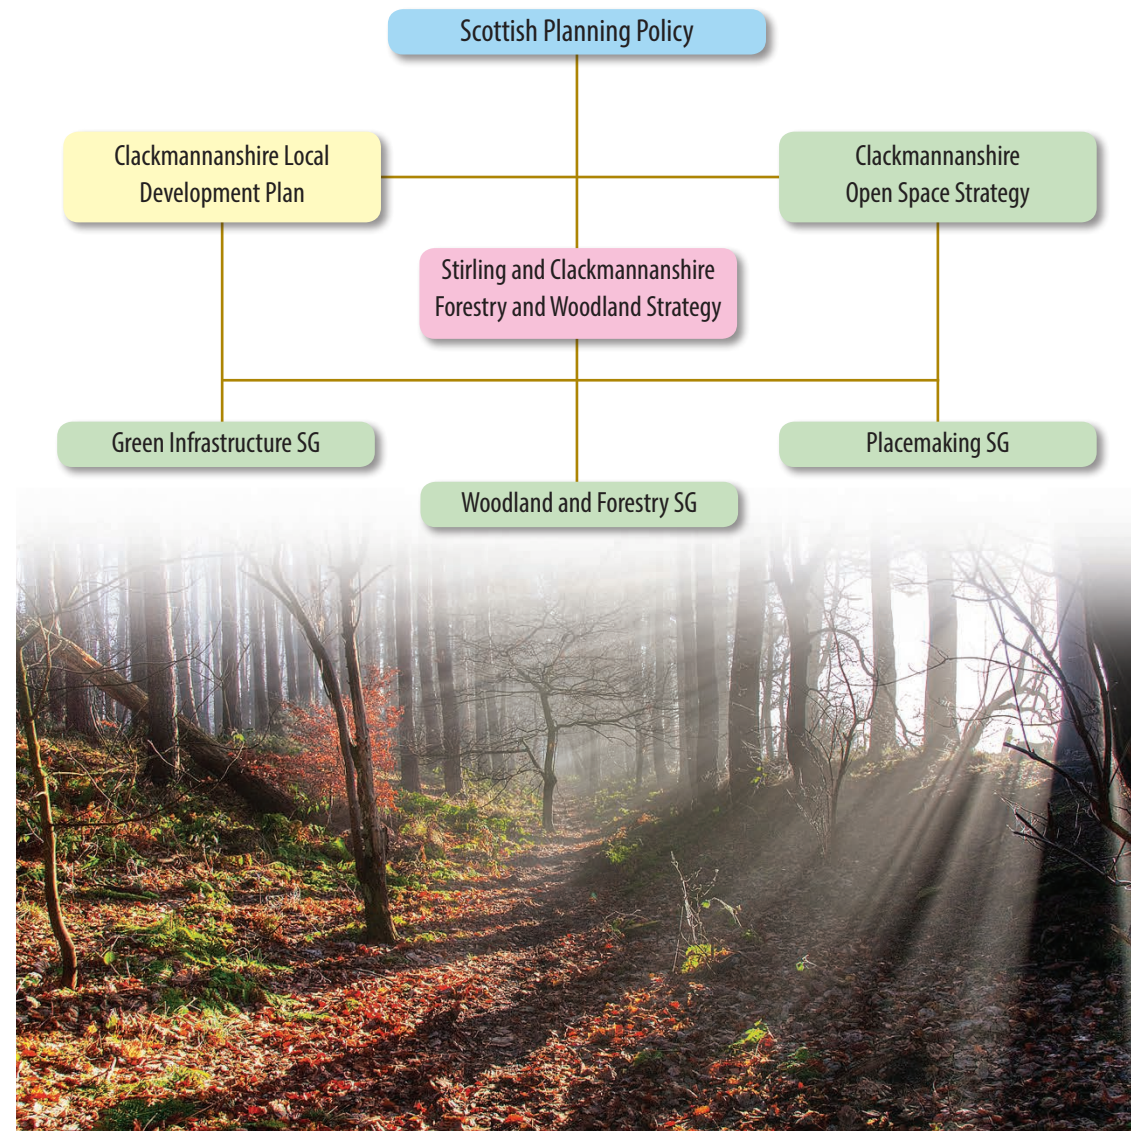 Scottish Planning Policy
Clackmannanshire Local
Development Plan
Clackmannanshire
Open Space Strategy
Stirling and Clackmannanshire
Forestry and Woodland Strategy
Green Infrastructure SG
Placemaking SG
Woodland and Forestry SG